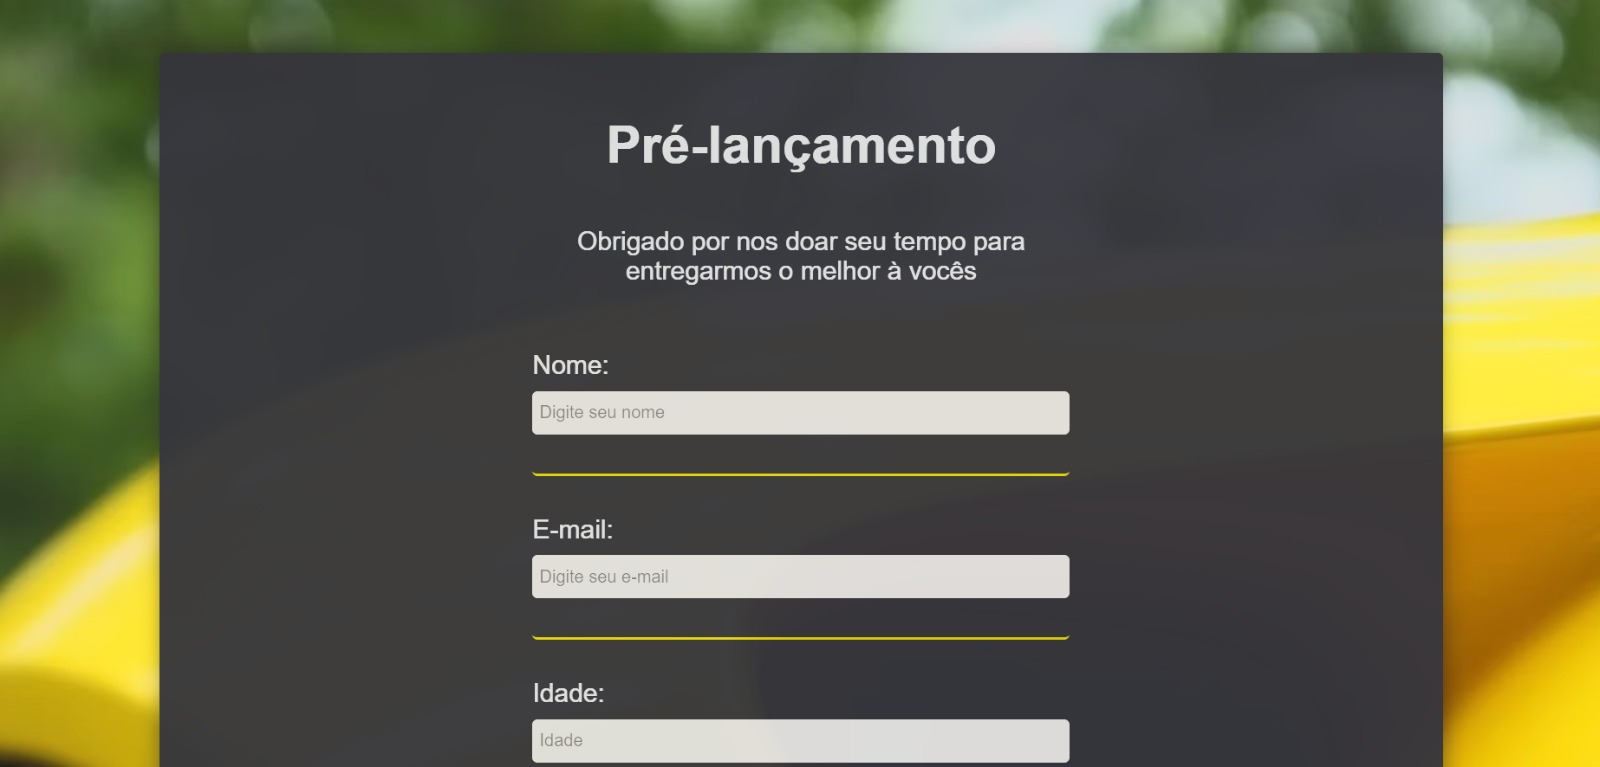 Pré-lançamento
Obrigado por nos doar seu tempo para
entregarmos o melhor à vocês
Nome:
Digite seu nome
E-mail:
Digite seu e-mail
Idade:
Idade